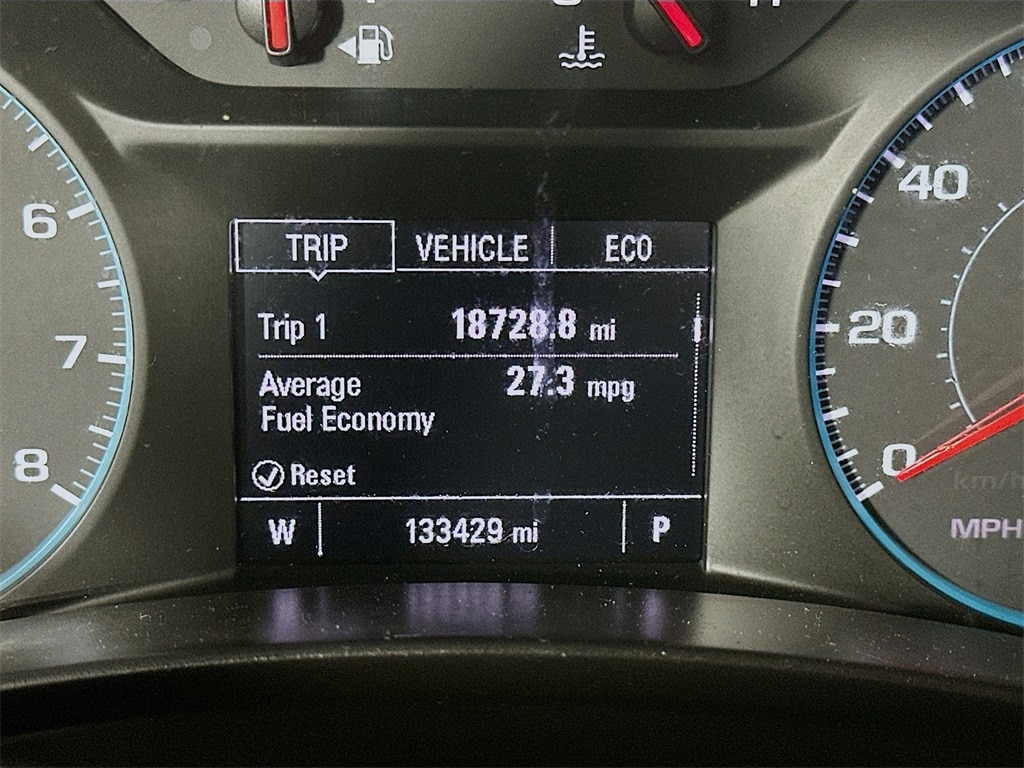 TRIP VEHICLE ECO
Trip 1 18728.8 mi
Average 27.3 mpg
Fuel Economy
Reset
W 133429 mi P
6
7
8
40
20
0
km/h
MPH